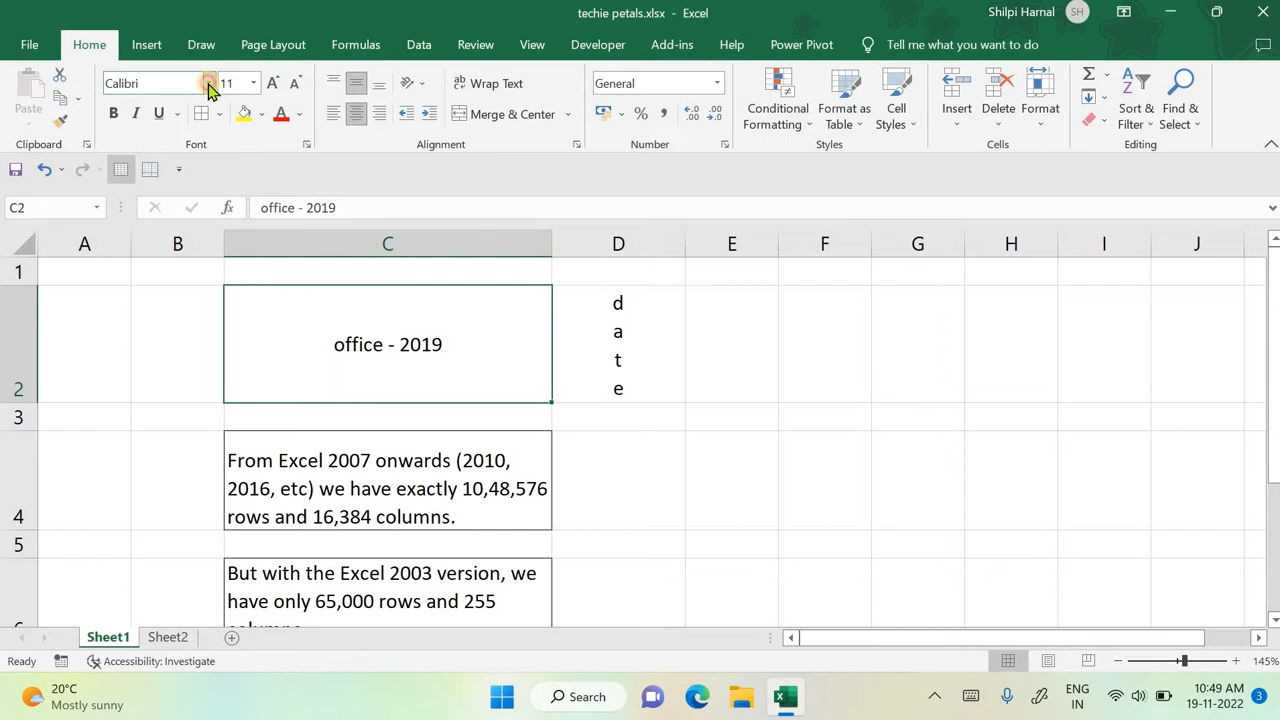 techie petals.xlsx - Excel
Shilpi Harnal SH
File Home Insert Draw Page Layout Formulas Data Review View Developer Add-ins Help Power Pivot Tell me what you want to do
Calibri 11
ab Wrap Text
General
Paste
B I U A
Merge & Center
%
Conditional Formatting
Format as Table
Cell Styles
Insert Delete Format
Sort & Filter
Find & Select
Clipboard Font Alignment Number Styles Cells Editing
C2 fx office - 2019
A B C D E F G H I J
1
2
office - 2019
d
a
t
e
3
From Excel 2007 onwards (2010,
2016, etc) we have exactly 10,48,576
4 rows and 16,384 columns.
5
But with the Excel 2003 version, we
have only 65,000 rows and 255
Sheet1 Sheet2
Ready Accessibility: Investigate 145%
20°C
Mostly sunny
Search
ENG
IN
10:49 AM
19-11-2022
3